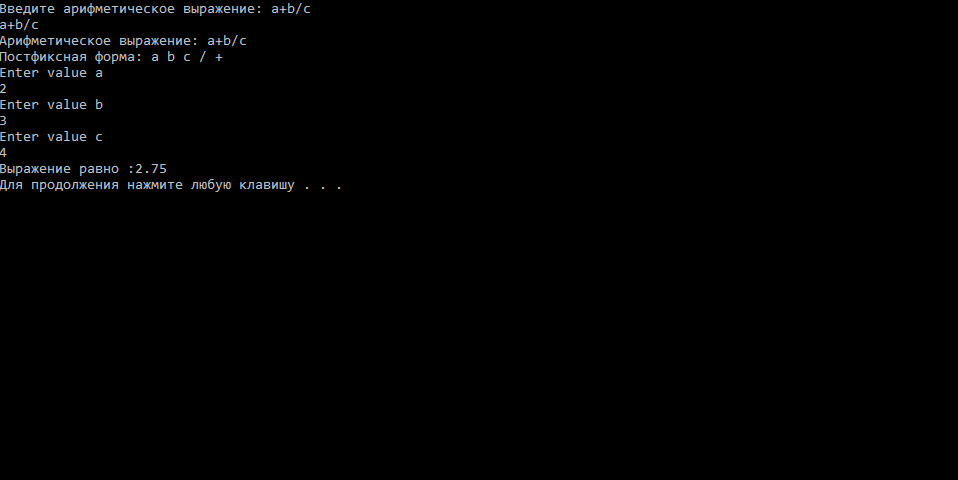 Введите арифметическое выражение: a+b/c
a+b/c
Арифметическое выражение: a+b/c
Постфиксная форма: a b c / +
Enter value a
2
Enter value b
3
Enter value c
4
Выражение равно :2.75
Для продолжения нажмите любую клавишу . . .